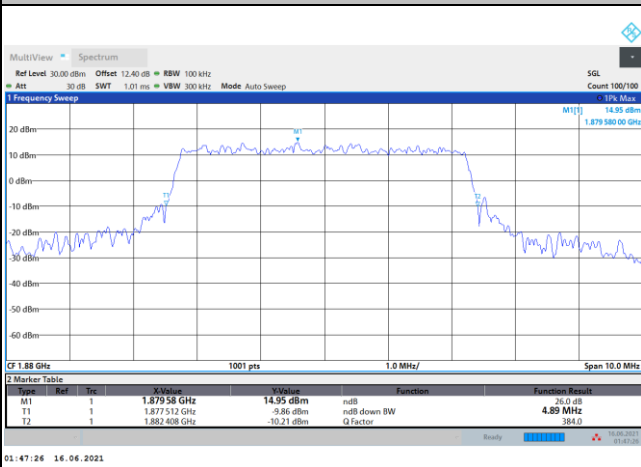 MultiView Spectrum
Ref Level 30.00 dBm Offset 12.40 dB RBW 100 kHz SGL
Att 30 dB SWT 1.01 ms VBW 300 kHz Mode Auto Sweep Count 100/100
1 Frequency Sweep 1Pk Max
M1[1] 14.95 dBm
1.879 580 00 GHz
20 dBm
M1
10 dBm
0 dBm
T1 T2
-10 dBm
-20 dBm
-30 dBm
-40 dBm
-50 dBm
-60 dBm
CF 1.88 GHz 1001 pts 1.0 MHz/ Span 10.0 MHz
2 Marker Table
Type Ref Trc X-Value Y-Value Function Function Result
M1 1 1.879 58 GHz 14.95 dBm ndB 26.0 dB
T1 1 1.877 512 GHz -9.86 dBm ndB down BW 4.89 MHz
T2 1 1.882 408 GHz -10.21 dBm Q Factor 384.0
Ready 16.06.2021
01:47:26
01:47:26 16.06.2021